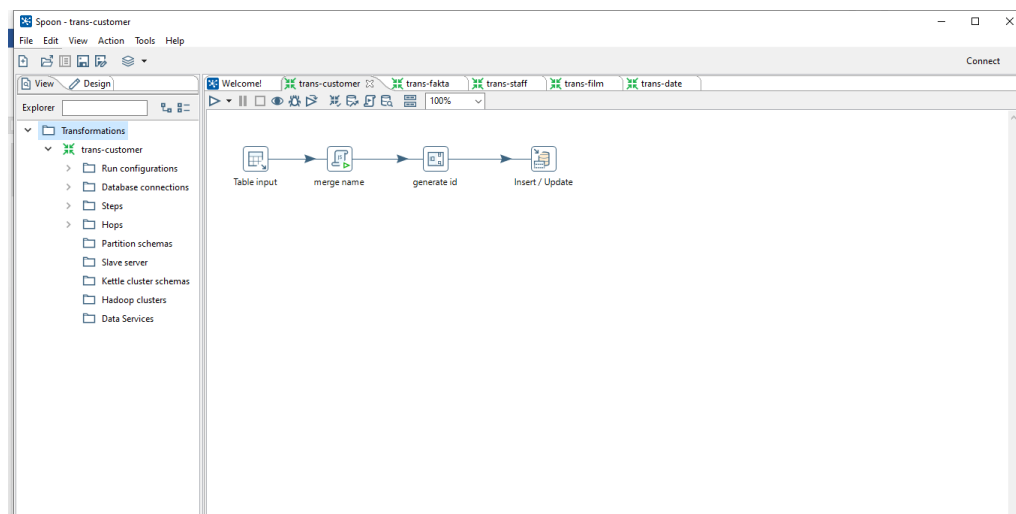 Spoon - trans-customer
File Edit View Action Tools Help
Connect
View Design
Welcome! trans-customer trans-fakta trans-staff trans-film trans-date
Explorer
100%
Transformations
trans-customer
Run configurations
Database connections
Steps
Hops
Partition schemas
Slave server
Kettle cluster schemas
Hadoop clusters
Data Services
Table input merge name generate id Insert / Update